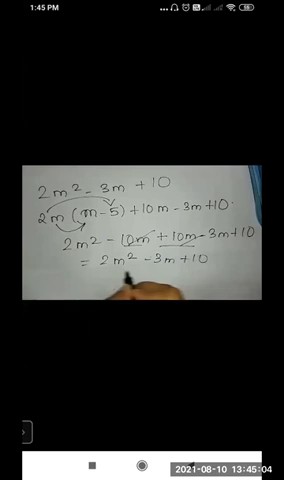 1:45 PM
59
2m² - 3m + 10
2m (m-5) + 10m - 3m + 10
2m² - 10m + 10m - 3m + 10
= 2m² - 3m + 10
2021-08-10 13:45:04